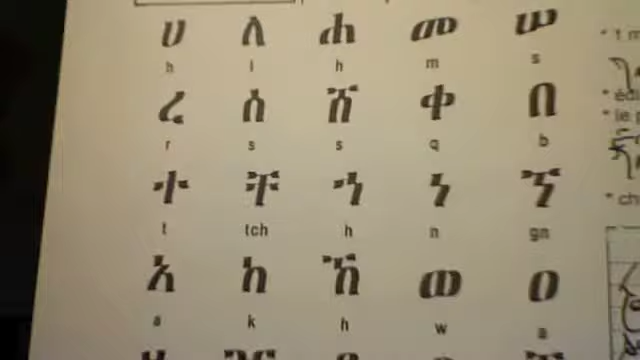 ሀ ለ ሐ መ ሠ
h l h m s
ረ ሰ ሸ ቀ በ
r s s q b
ተ ቸ ኀ ነ ኘ
t tch h n gn
አ ከ ኸ ወ ዐ
a k h w a